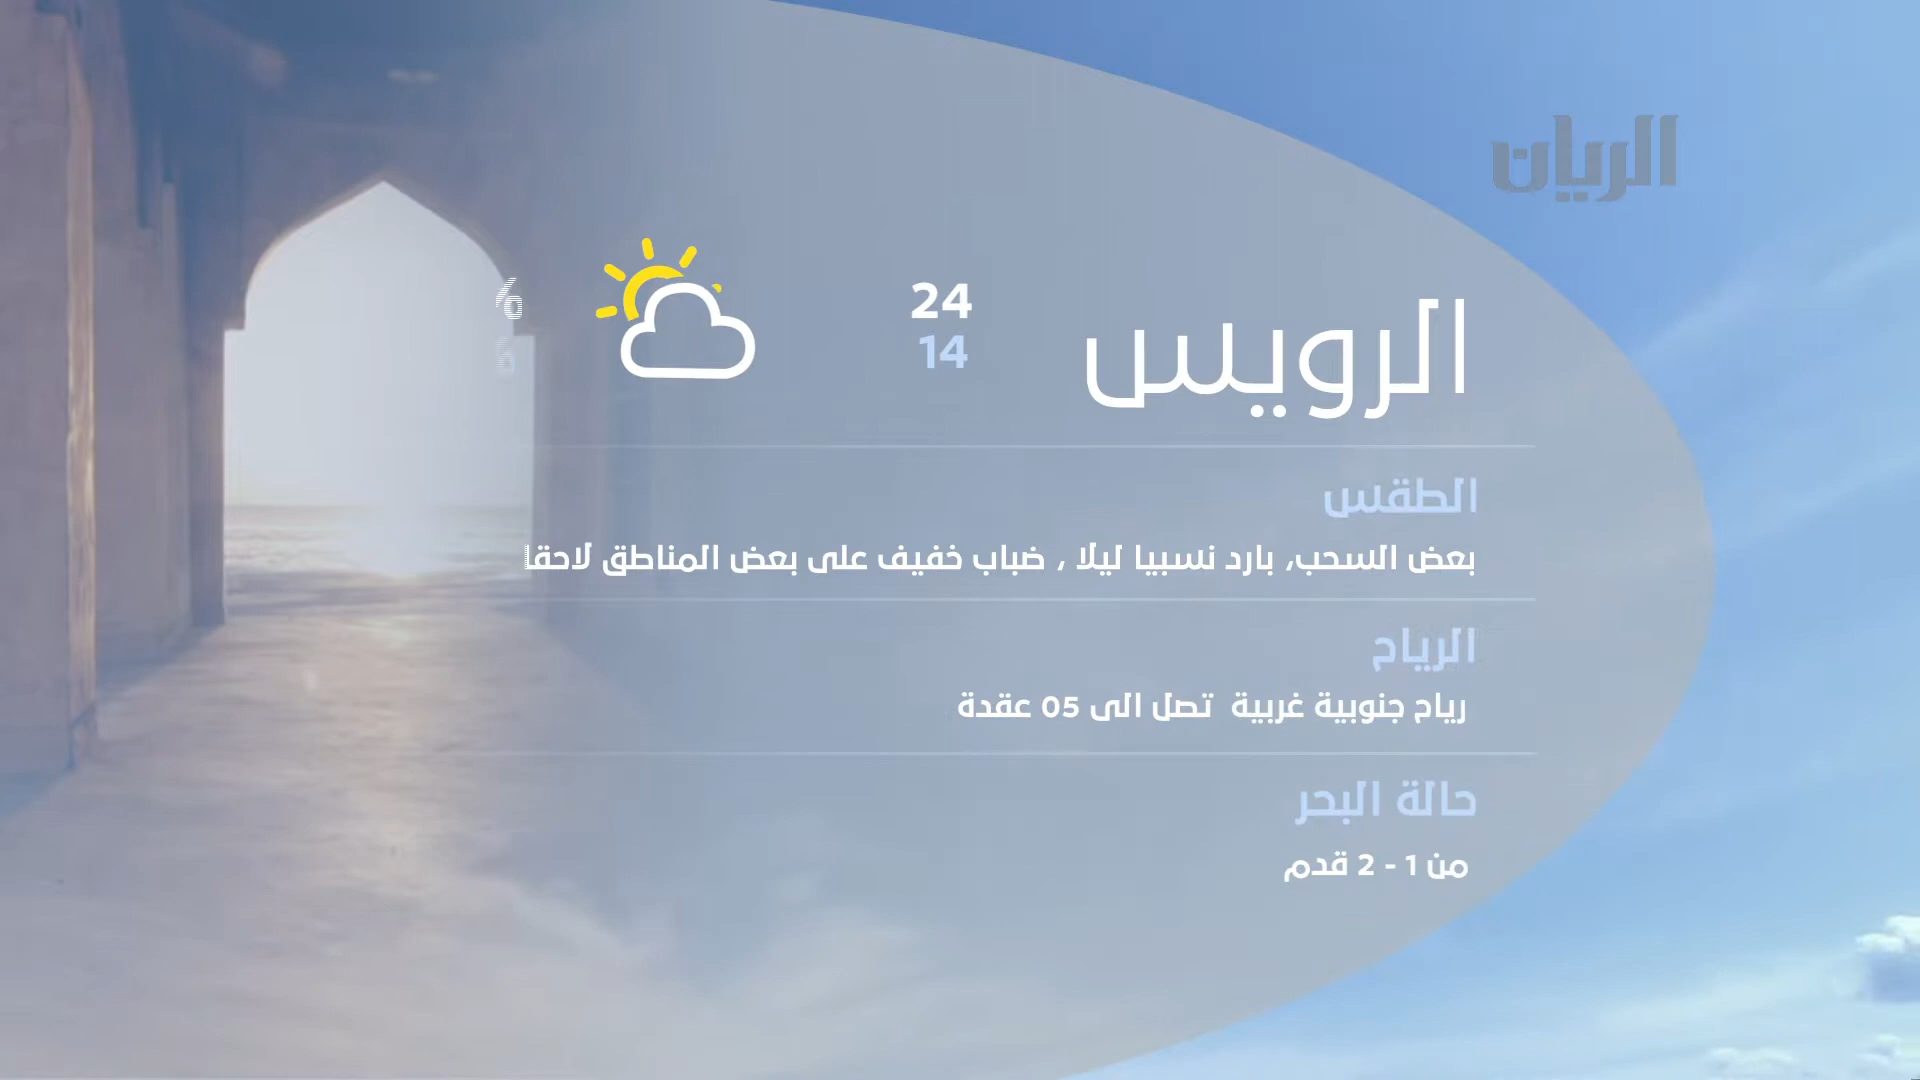 الريان
الرويس
24
14
الطقس
بعض السحب، بارد نسبيا ليلا ، ضباب خفيف على بعض المناطق لاحقا
الرياح
رياح جنوبية غربية تصل الى 05 عقدة
حالة البحر
من 1 - 2 قدم